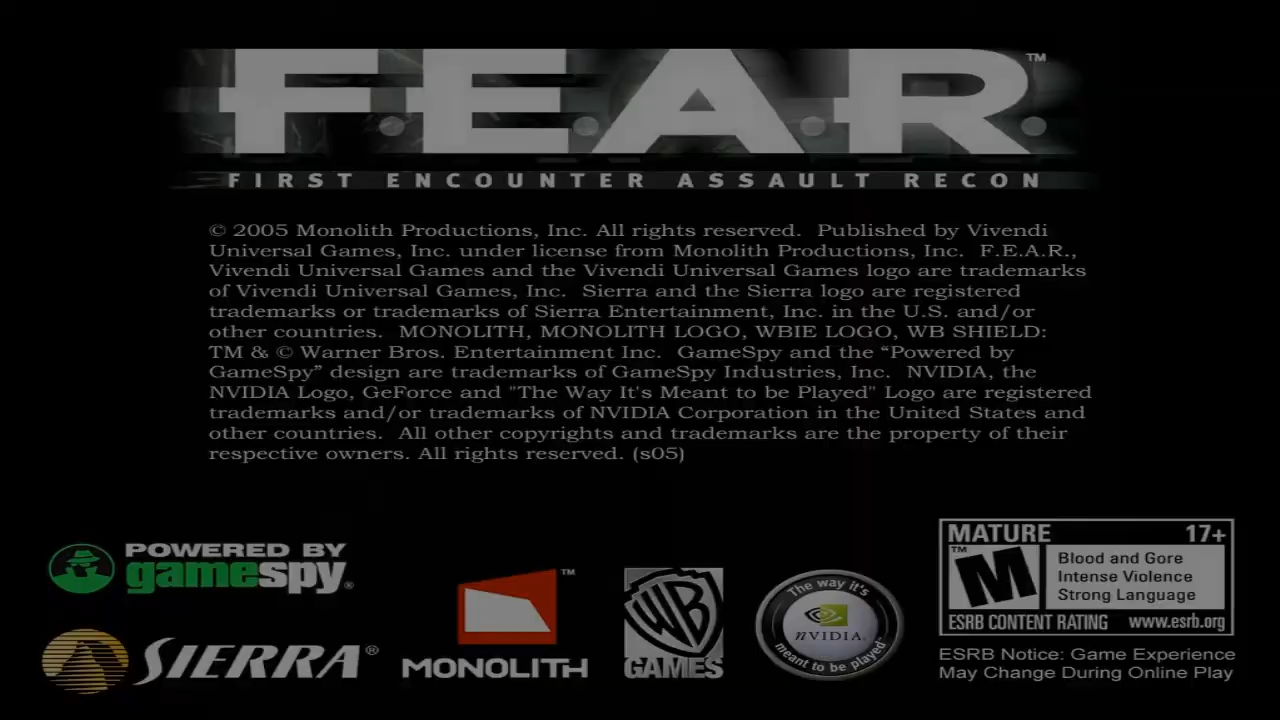 F.E.A.R.™
FIRST ENCOUNTER ASSAULT RECON
© 2005 Monolith Productions, Inc. All rights reserved.  Published by Vivendi
Universal Games, Inc. under license from Monolith Productions, Inc.  F.E.A.R.,
Vivendi Universal Games and the Vivendi Universal Games logo are trademarks
of Vivendi Universal Games, Inc.  Sierra and the Sierra logo are registered
trademarks or trademarks of Sierra Entertainment, Inc. in the U.S. and/or
other countries.  MONOLITH, MONOLITH LOGO, WBIE LOGO, WB SHIELD:
TM & © Warner Bros. Entertainment Inc.  GameSpy and the “Powered by
GameSpy” design are trademarks of GameSpy Industries, Inc.  NVIDIA, the
NVIDIA Logo, GeForce and "The Way It's Meant to be Played" Logo are registered
trademarks and/or trademarks of NVIDIA Corporation in the United States and
other countries.  All other copyrights and trademarks are the property of their
respective owners. All rights reserved. (s05)
POWERED BY
gamespy®
SIERRA®
MONOLITH™
WB
GAMES
The way it's
nVIDIA.
meant to be played™
MATURE 17+
M™
Blood and Gore
Intense Violence
Strong Language
ESRB CONTENT RATING www.esrb.org
ESRB Notice: Game Experience
May Change During Online Play